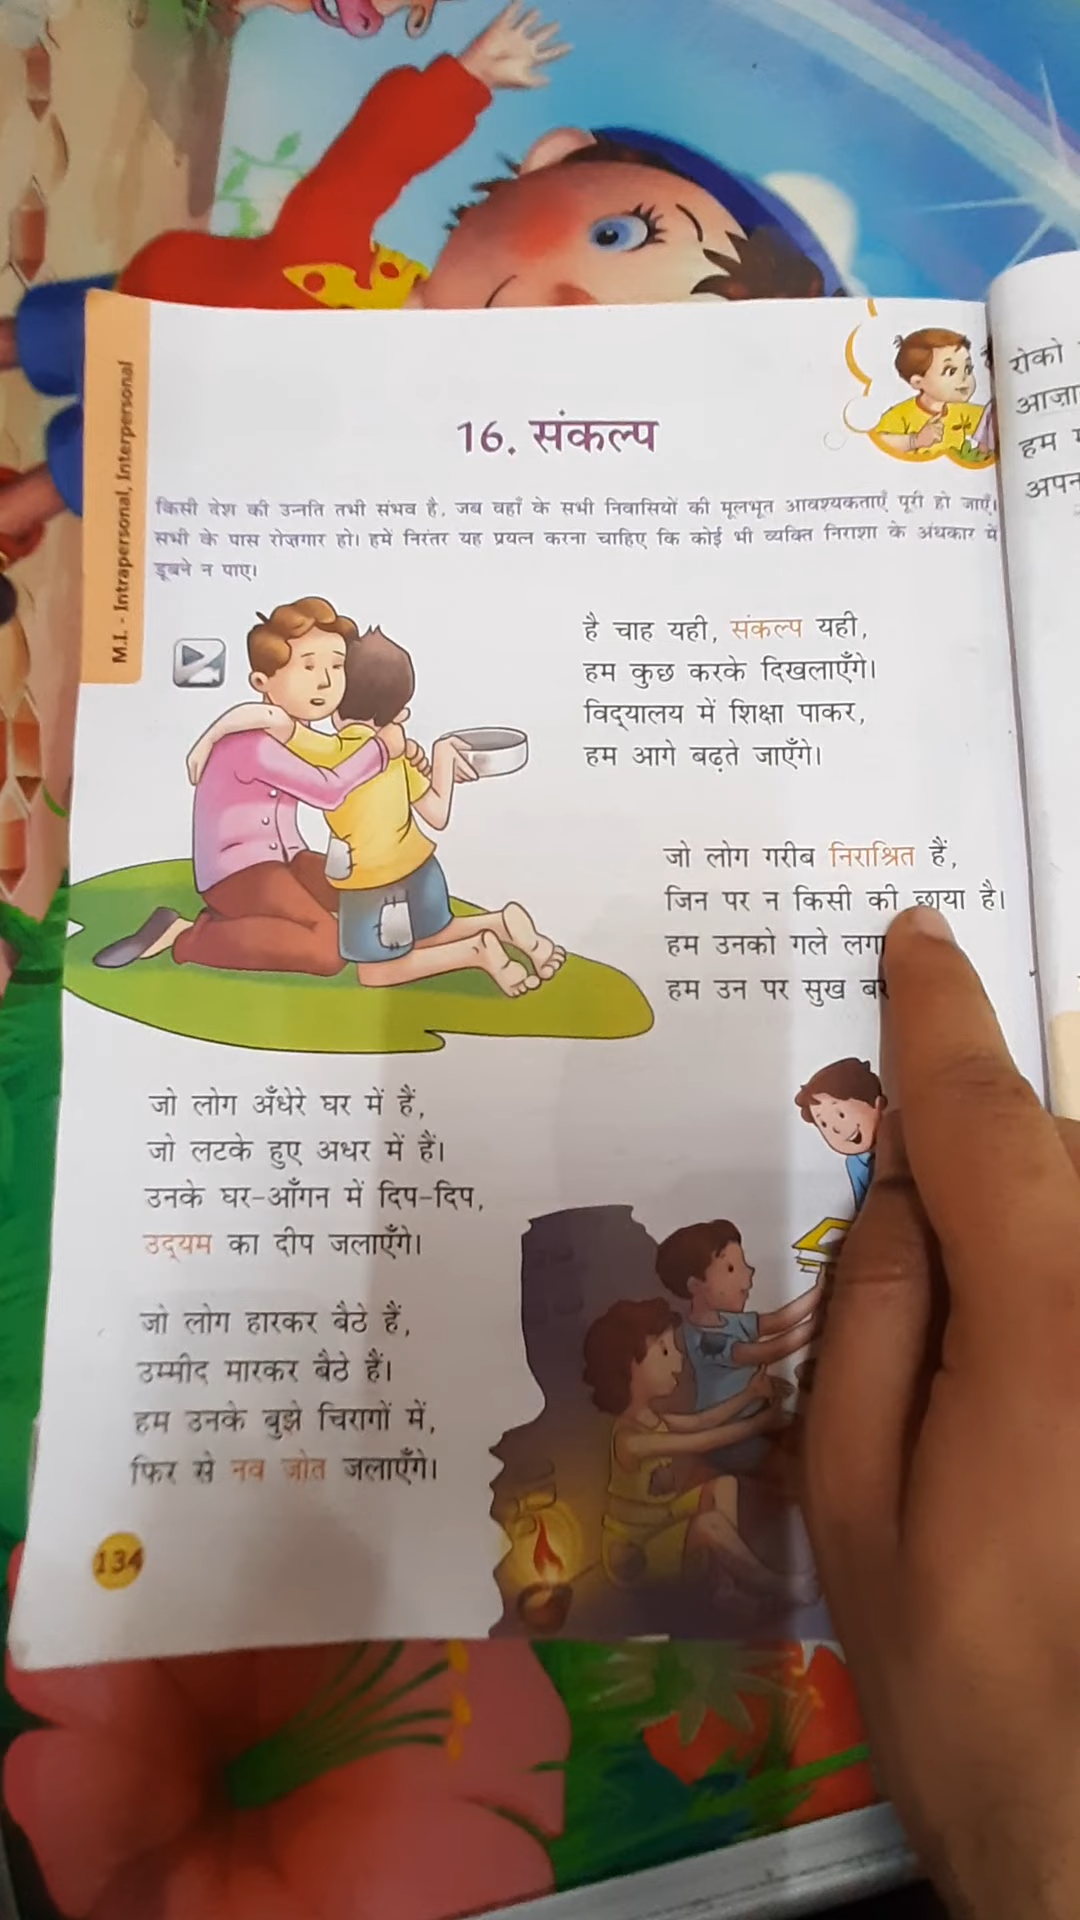 M.I. - Intrapersonal, Interpersonal
16. संकल्प
किसी देश की उन्नति तभी संभव है, जब वहाँ के सभी निवासियों की मूलभूत आवश्यकताएँ पूरी हो जाएँ।
सभी के पास रोज़गार हो। हमें निरंतर यह प्रयत्न करना चाहिए कि कोई भी व्यक्ति निराशा के अंधकार में
डूबने न पाए।
है चाह यही, संकल्प यही,
हम कुछ करके दिखलाएँगे।
विद्यालय में शिक्षा पाकर,
हम आगे बढ़ते जाएँगे।
जो लोग गरीब निराश्रित हैं,
जिन पर न किसी की छाया है।
हम उनको गले
हम उन पर सुख
जो लोग अँधेरे घर में हैं,
जो लटके हुए अधर में हैं।
उनके घर-आँगन में दिप-दिप,
उद्यम का दीप जलाएँगे।
जो लोग हारकर बैठे हैं,
उम्मीद मारकर बैठे हैं।
हम उनके बुझे चिरागों में,
फिर से नव जोत जलाएँगे।
134
रोको
हम